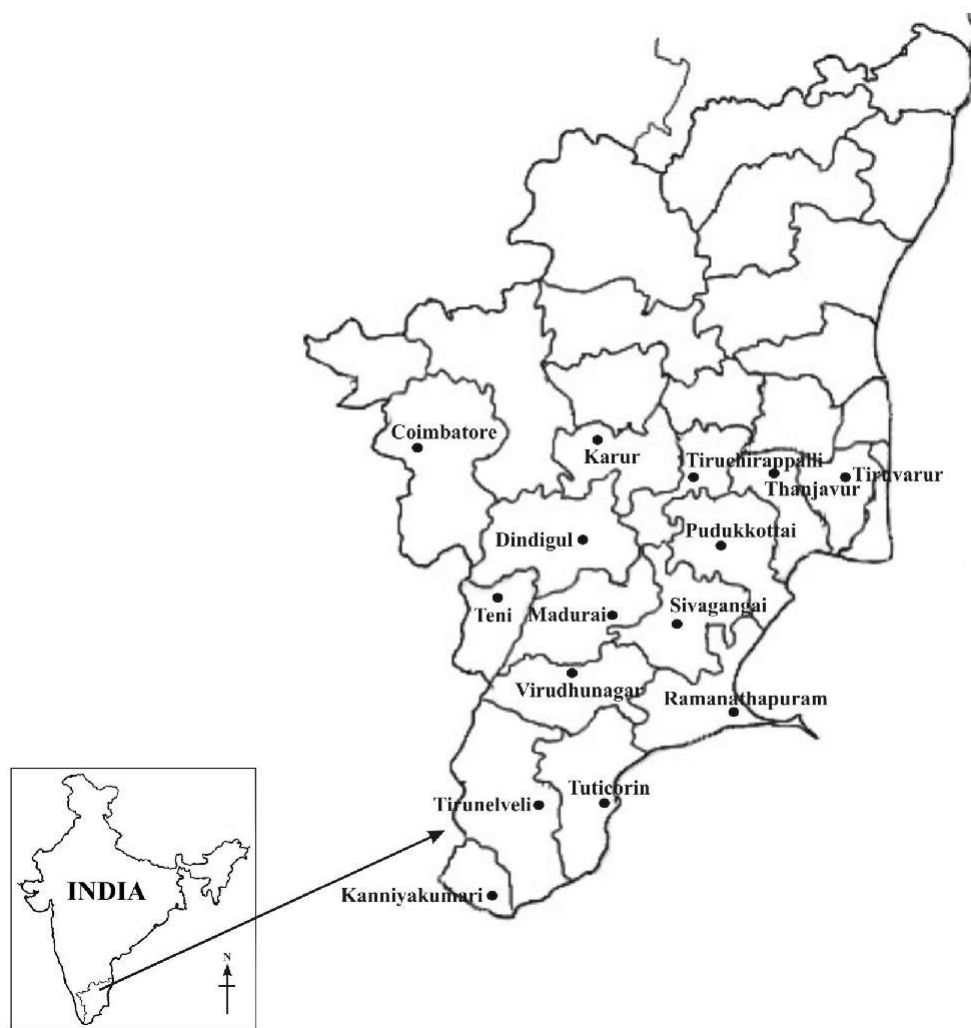 Coimbatore
Karur
Tiruchirappalli
Thanjavur
Tiruvarur
Dindigul
Pudukkottai
Teni
Madurai
Sivagangai
Virudhunagar
Ramanathapuram
Tirunelveli
Tuticorin
Kanniyakumari
INDIA
N